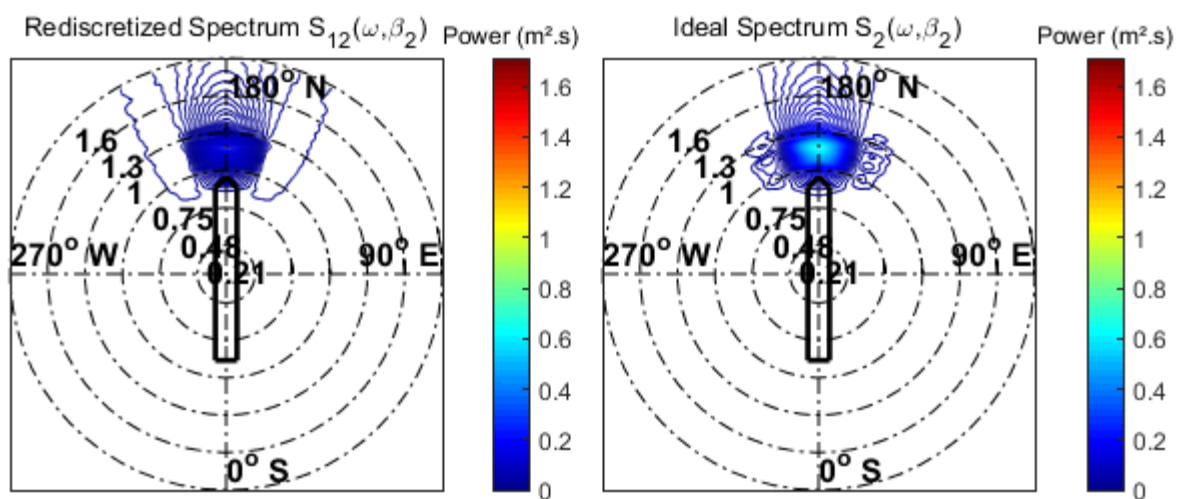 Rediscretized Spectrum S₁₂(ω,β₂)
Power (m².s)
180° N
1.6
1.3
1
0.75
0.48
0.21
270° W
90° E
0° S
1.6
1.4
1.2
1
0.8
0.6
0.4
0.2
0
Ideal Spectrum S₂(ω,β₂)
Power (m².s)
180° N
1.6
1.3
1
0.75
0.48
0.21
270° W
90° E
0° S
1.6
1.4
1.2
1
0.8
0.6
0.4
0.2
0